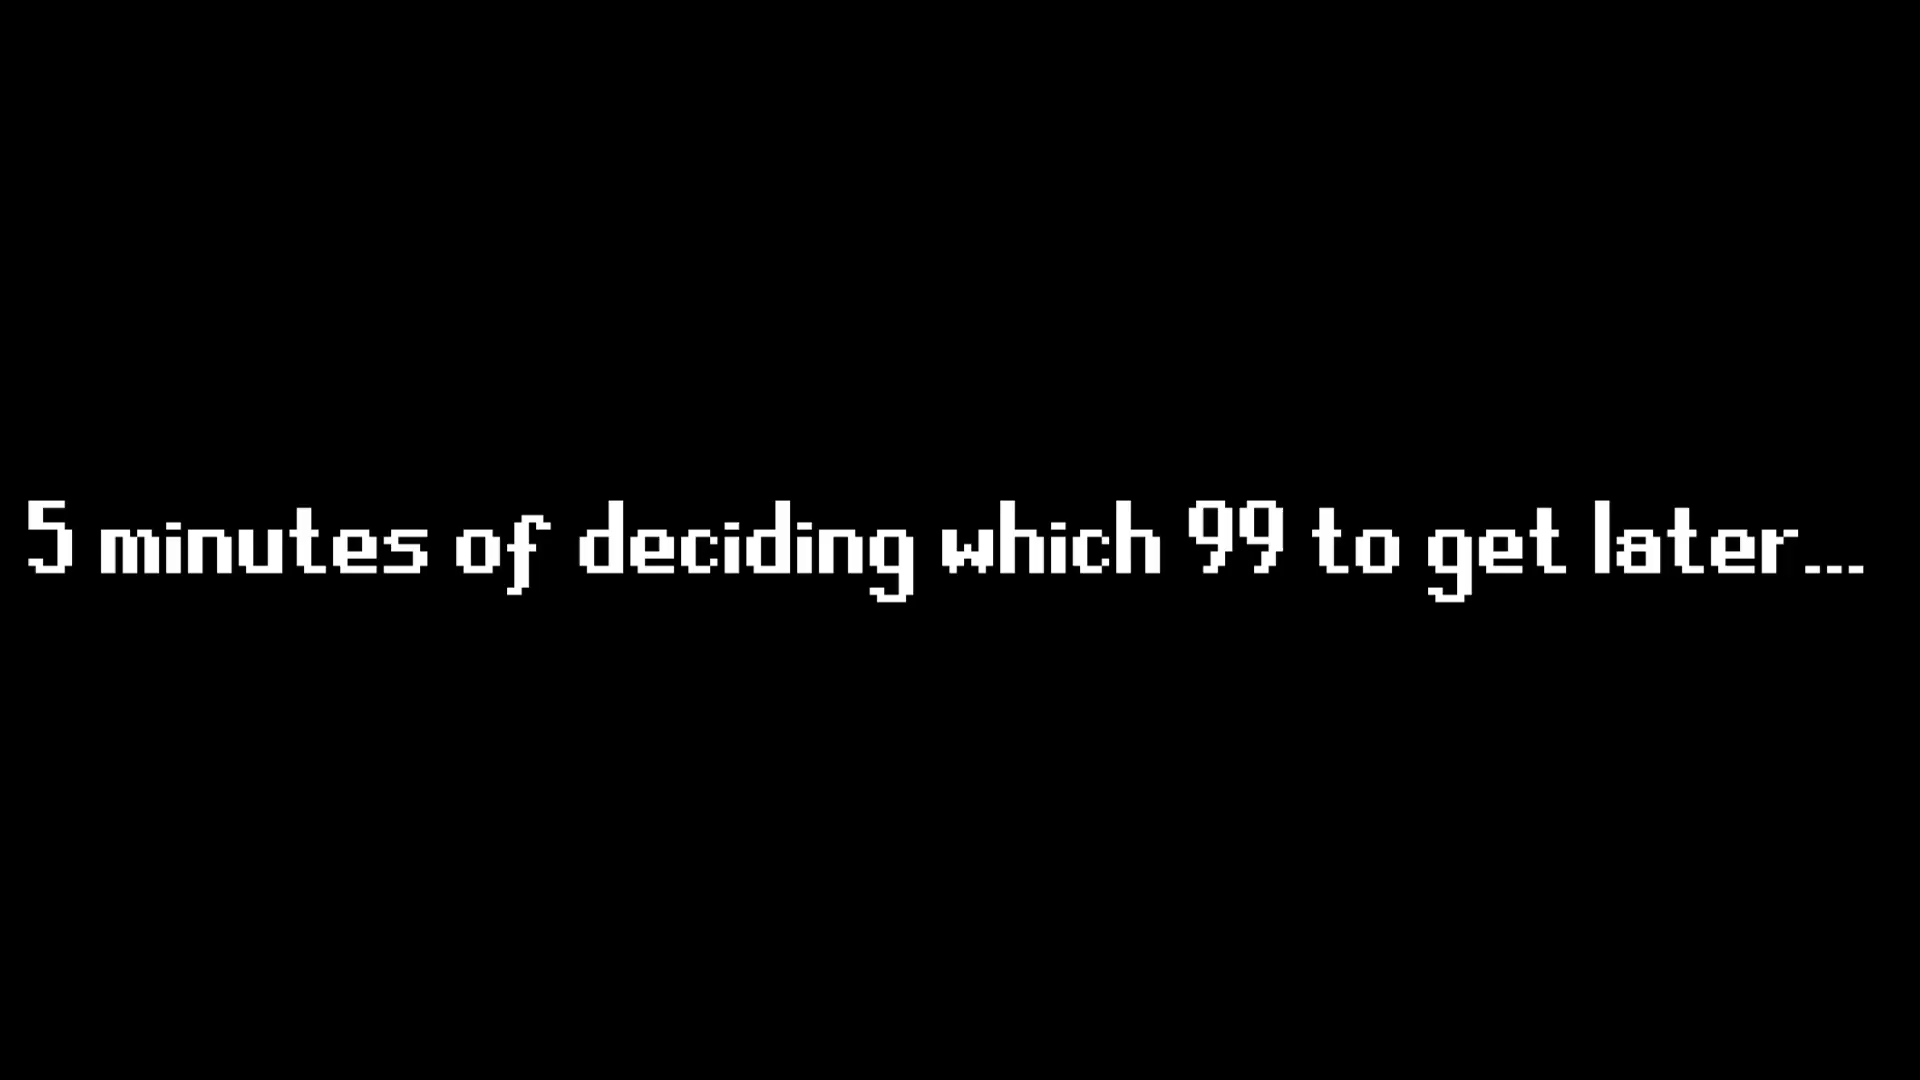 5 minutes of deciding which 99 to get later...